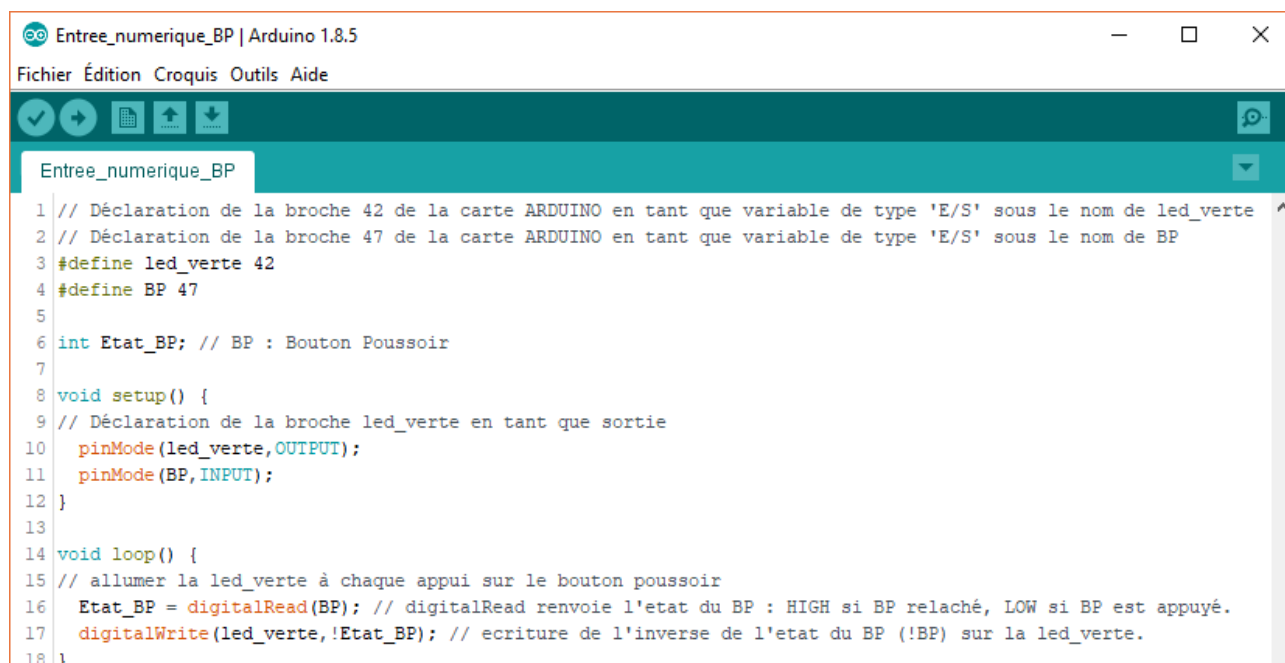 Entree_numerique_BP | Arduino 1.8.5
Fichier Édition Croquis Outils Aide
Entree_numerique_BP
1 // Déclaration de la broche 42 de la carte ARDUINO en tant que variable de type 'E/S' sous le nom de led_verte
2 // Déclaration de la broche 47 de la carte ARDUINO en tant que variable de type 'E/S' sous le nom de BP
3 #define led_verte 42
4 #define BP 47
5
6 int Etat_BP; // BP : Bouton Poussoir
7
8 void setup() {
9 // Déclaration de la broche led_verte en tant que sortie
10 pinMode(led_verte,OUTPUT);
11 pinMode(BP,INPUT);
12 }
13
14 void loop() {
15 // allumer la led_verte à chaque appui sur le bouton poussoir
16 Etat_BP = digitalRead(BP); // digitalRead renvoie l'etat du BP : HIGH si BP relaché, LOW si BP est appuyé.
17 digitalWrite(led_verte,!Etat_BP); // ecriture de l'inverse de l'etat du BP (!BP) sur la led_verte.
18 }